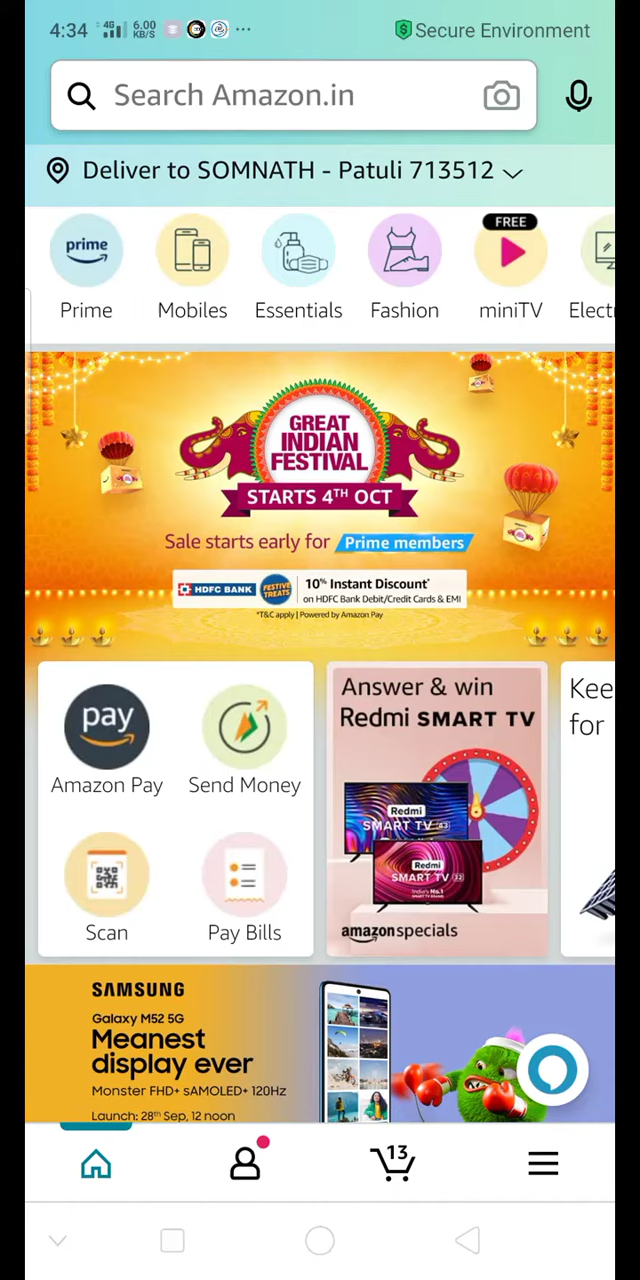 4:34 4G 6.00 KB/S ... Secure Environment
Search Amazon.in
Deliver to SOMNATH - Patuli 713512
prime
FREE
Prime Mobiles Essentials Fashion miniTV Elect
GREAT
INDIAN
FESTIVAL
STARTS 4TH OCT
Sale starts early for Prime members
HDFC BANK FESTIVE TREATS 10% Instant Discount*
on HDFC Bank Debit/Credit Cards & EMI
*T&C apply | Powered by Amazon Pay
pay
Amazon Pay Send Money
Scan Pay Bills
Answer & win
Redmi SMART TV
Redmi
SMART TV 43
Redmi
SMART TV 32
India's No.1
amazonspecials
Kee
for
SAMSUNG
Galaxy M52 5G
Meanest
display ever
Monster FHD+ sAMOLED+ 120Hz
Launch: 28th Sep, 12 noon
13